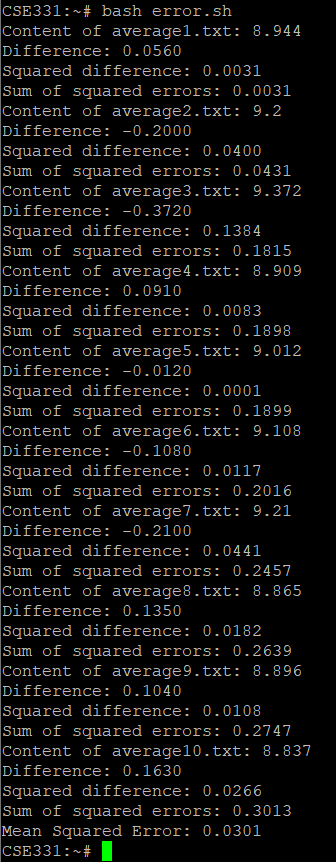 CSE331:~# bash error.sh
Content of average1.txt: 8.944
Difference: 0.0560
Squared difference: 0.0031
Sum of squared errors: 0.0031
Content of average2.txt: 9.2
Difference: -0.2000
Squared difference: 0.0400
Sum of squared errors: 0.0431
Content of average3.txt: 9.372
Difference: -0.3720
Squared difference: 0.1384
Sum of squared errors: 0.1815
Content of average4.txt: 8.909
Difference: 0.0910
Squared difference: 0.0083
Sum of squared errors: 0.1898
Content of average5.txt: 9.012
Difference: -0.0120
Squared difference: 0.0001
Sum of squared errors: 0.1899
Content of average6.txt: 9.108
Difference: -0.1080
Squared difference: 0.0117
Sum of squared errors: 0.2016
Content of average7.txt: 9.21
Difference: -0.2100
Squared difference: 0.0441
Sum of squared errors: 0.2457
Content of average8.txt: 8.865
Difference: 0.1350
Squared difference: 0.0182
Sum of squared errors: 0.2639
Content of average9.txt: 8.896
Difference: 0.1040
Squared difference: 0.0108
Sum of squared errors: 0.2747
Content of average10.txt: 8.837
Difference: 0.1630
Squared difference: 0.0266
Sum of squared errors: 0.3013
Mean Squared Error: 0.0301
CSE331:~#